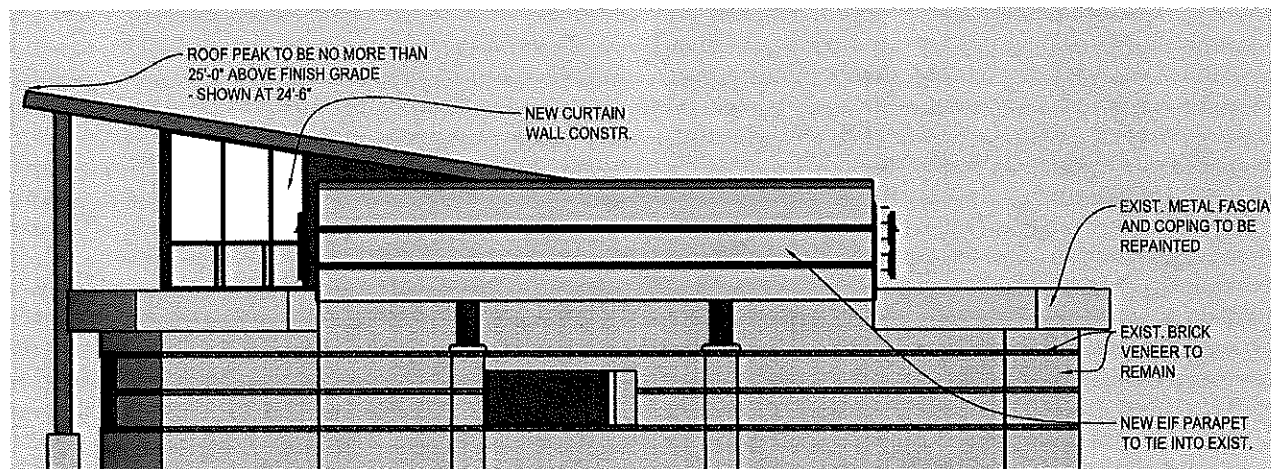 ROOF PEAK TO BE NO MORE THAN
25'-0" ABOVE FINISH GRADE
- SHOWN AT 24'-6"
NEW CURTAIN
WALL CONSTR.
EXIST. METAL FASCIA
AND COPING TO BE
REPAINTED
EXIST. BRICK
VENEER TO
REMAIN
NEW EIF PARAPET
TO TIE INTO EXIST.